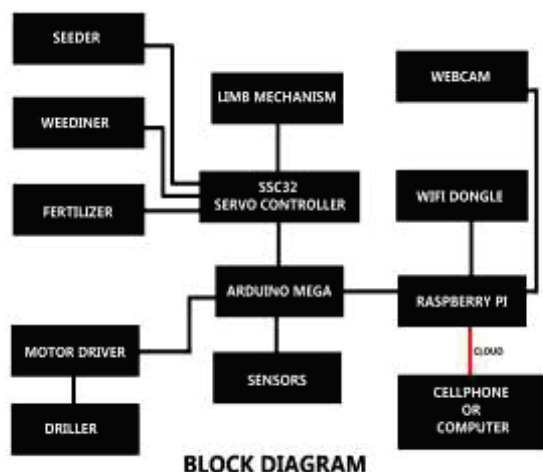 SEEDER
WEEDINER
FERTILIZER
LIMB MECHANISM
SSC32
SERVO CONTROLLER
WEBCAM
WIFI DONGLE
ARDUINO MEGA
RASPBERRY PI
MOTOR DRIVER
DRILLER
SENSORS
CLOUD
CELLPHONE
OR
COMPUTER
BLOCK DIAGRAM